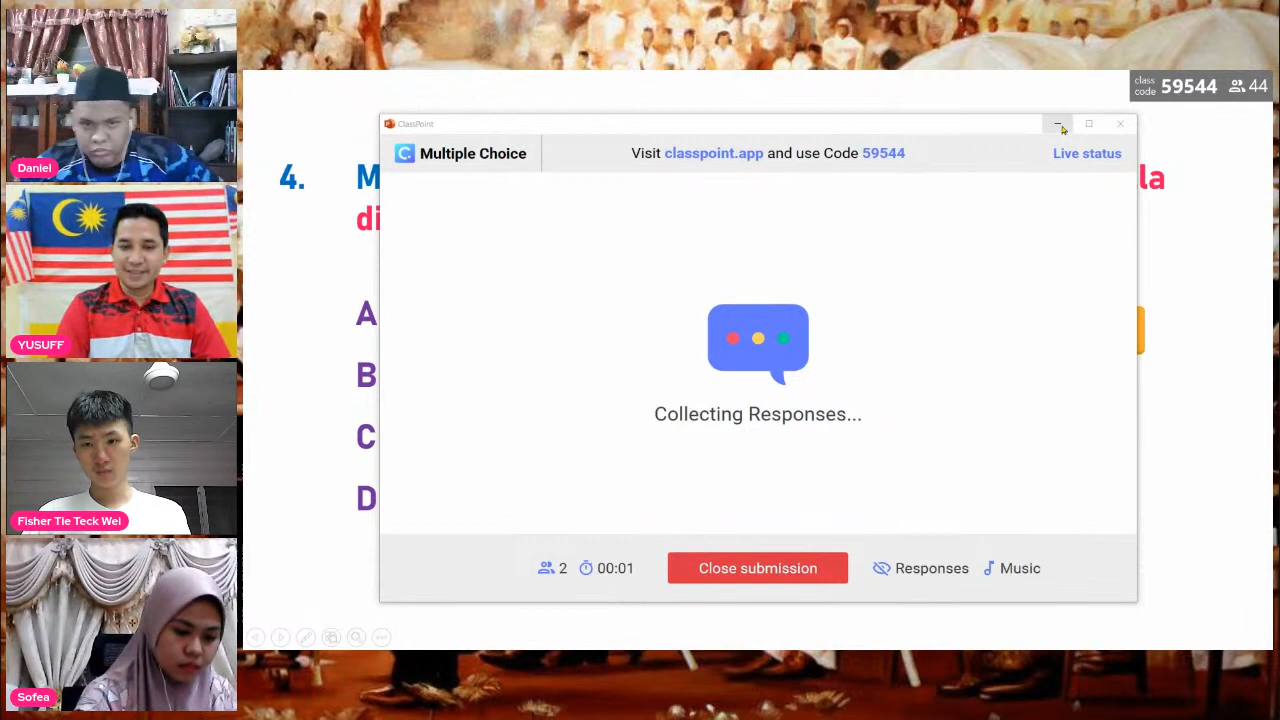 Daniel
YUSUFF
Fisher Tie Teck Wei
Sofea
class code 59544 44
ClassPoint
Multiple Choice
Visit classpoint.app and use Code 59544
Live status
4. M
la
di
A
B
C
D
Collecting Responses...
2 00:01 Close submission Responses Music